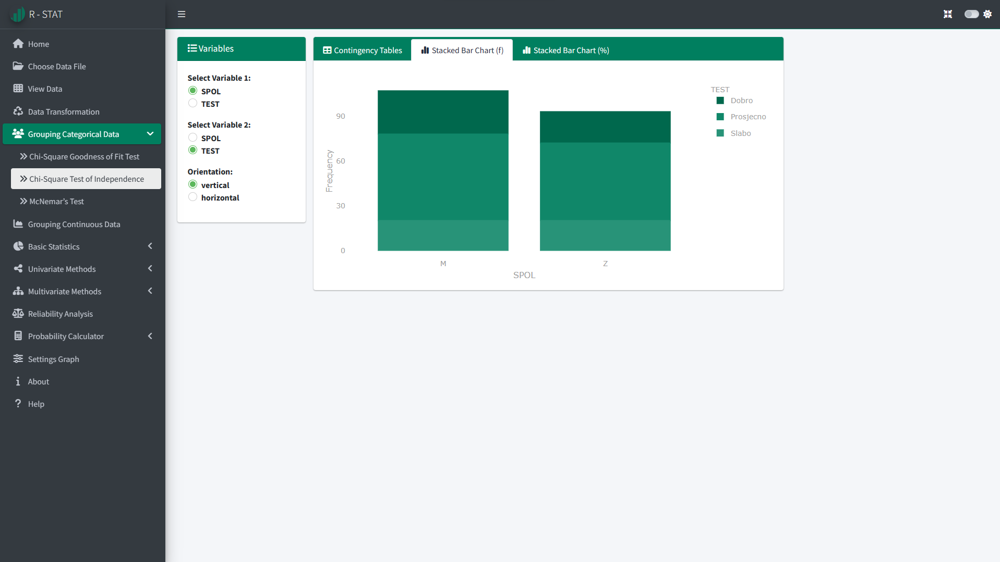 R - STAT
Home
Choose Data File
View Data
Data Transformation
Grouping Categorical Data
Chi-Square Goodness of Fit Test
Chi-Square Test of Independence
McNemar's Test
Grouping Continuous Data
Basic Statistics
Univariate Methods
Multivariate Methods
Reliability Analysis
Probability Calculator
Settings Graph
About
Help
Variables
Select Variable 1:
SPOL
TEST
Select Variable 2:
SPOL
TEST
Orientation:
vertical
horizontal
Contingency Tables
Stacked Bar Chart (f)
Stacked Bar Chart (%)
Frequency
90
60
30
0
M
Z
SPOL
TEST
Dobro
Prosjecno
Slabo